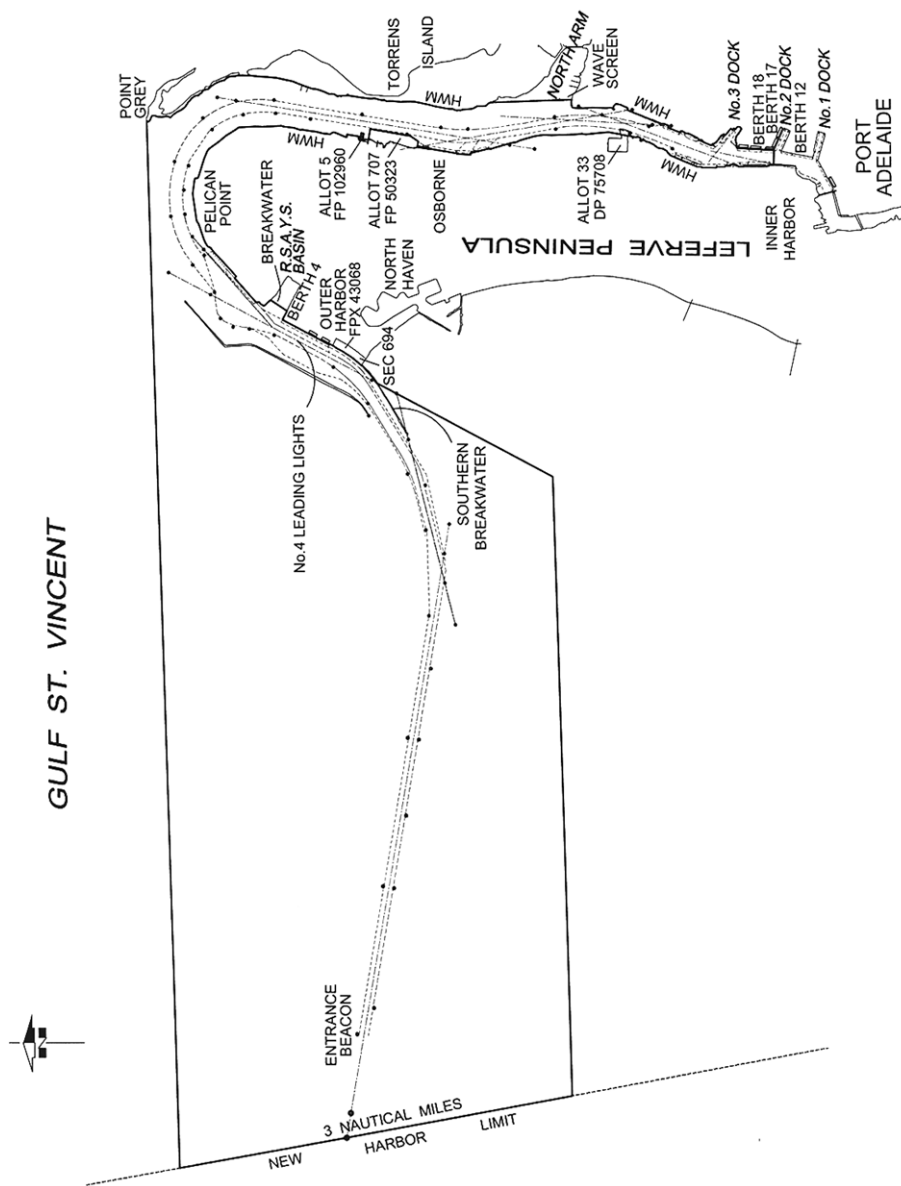 GULF ST. VINCENT
POINT
GREY
TORRENS
ISLAND
NORTH ARM
WAVE
SCREEN
HWM
HWM
HWM
HWM
No.3 DOCK
BERTH 18
BERTH 17
No.2 DOCK
BERTH 12
No.1 DOCK
PORT
ADELAIDE
INNER
HARBOR
PELICAN
POINT
BREAKWATER
R.S.A.Y.S.
BASIN
BERTH 4
OUTER
HARBOR
FPX 43068
SEC 694
ALLOT 5
FP 102960
ALLOT 707
FP 50323
OSBORNE
ALLOT 33
DP 75708
LEFERVE PENINSULA
NORTH
HAVEN
No.4 LEADING LIGHTS
SOUTHERN
BREAKWATER
ENTRANCE
BEACON
3 NAUTICAL MILES
NEW HARBOR LIMIT
N